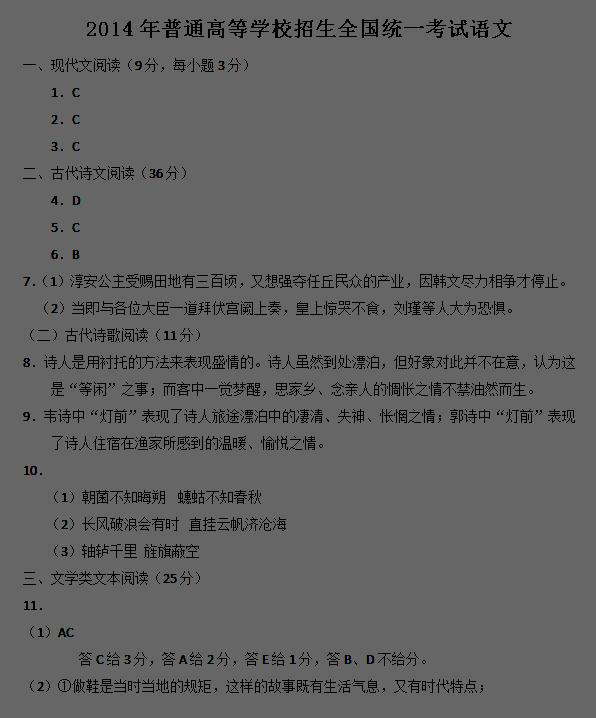 2014年普通高等学校招生全国统一考试语文
一、现代文阅读（9分，每小题3分）
1．C
2．C
3．C
二、古代诗文阅读（36分）
4．D
5．C
6．B
7.（1）淳安公主受赐田地有三百顷，又想强夺任丘民众的产业，因韩文尽力相争才停止。
（2）当即与各位大臣一道拜伏宫阙上奏，皇上惊哭不食，刘瑾等人大为恐惧。
（二）古代诗歌阅读（11分）
8．诗人是用衬托的方法来表现盛情的。诗人虽然到处漂泊，但好象对此并不在意，认为这
是“等闲”之事；而客中一觉梦醒，思家乡、念亲人的惆怅之情不禁油然而生。
9．韦诗中“灯前”表现了诗人旅途漂泊中的凄清、失神、怅惘之情；郭诗中“灯前”表现
了诗人住宿在渔家所感到的温暖、愉悦之情。
10．
（1）朝菌不知晦朔　蟪蛄不知春秋
（2）长风破浪会有时　直挂云帆济沧海
（3）轴轳千里 旌旗蔽空
三、文学类文本阅读（25分）
11．
（1）AC
答C给3分，答A给2分，答E给1分，答B、D不给分。
（2）①做鞋是当时当地的规矩，这样的故事既有生活气息，又有时代特点；